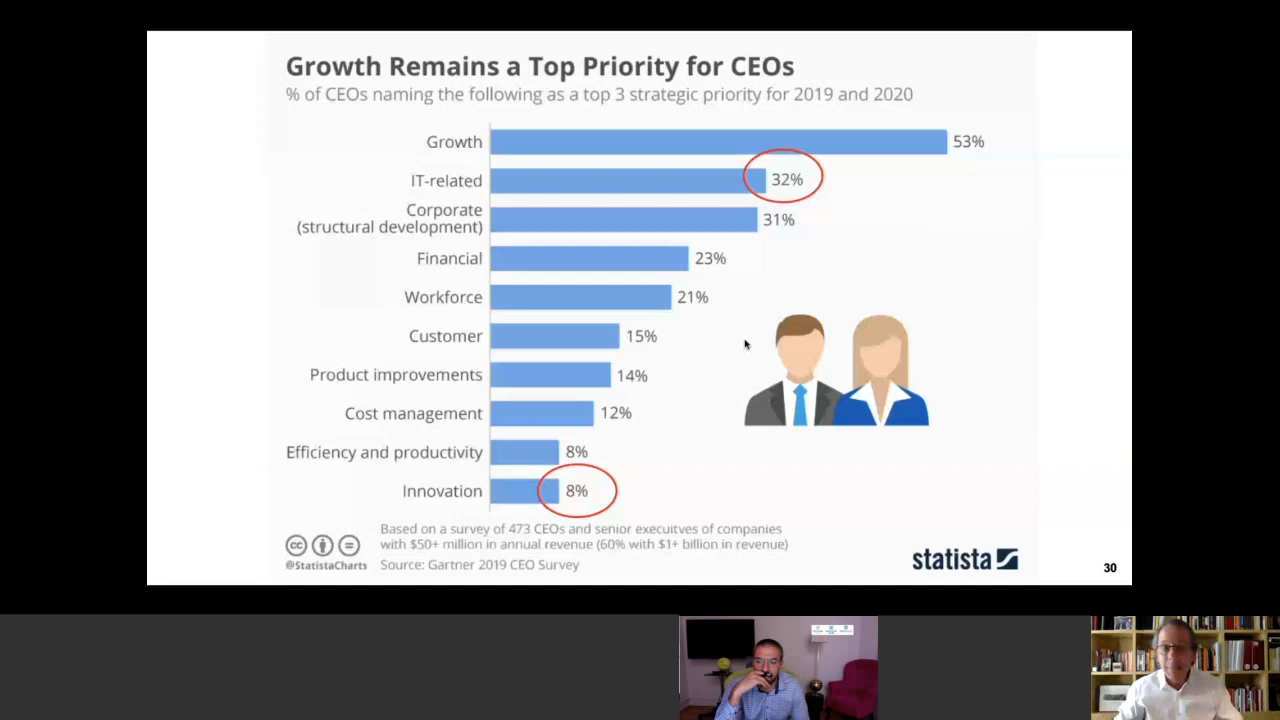 Growth Remains a Top Priority for CEOs
% of CEOs naming the following as a top 3 strategic priority for 2019 and 2020
Growth 53%
IT-related 32%
Corporate
(structural development) 31%
Financial 23%
Workforce 21%
Customer 15%
Product improvements 14%
Cost management 12%
Efficiency and productivity 8%
Innovation 8%
Based on a survey of 473 CEOs and senior execuitves of companies
with $50+ million in annual revenue (60% with $1+ billion in revenue)
@StatistaCharts Source: Gartner 2019 CEO Survey
cc
statista
30